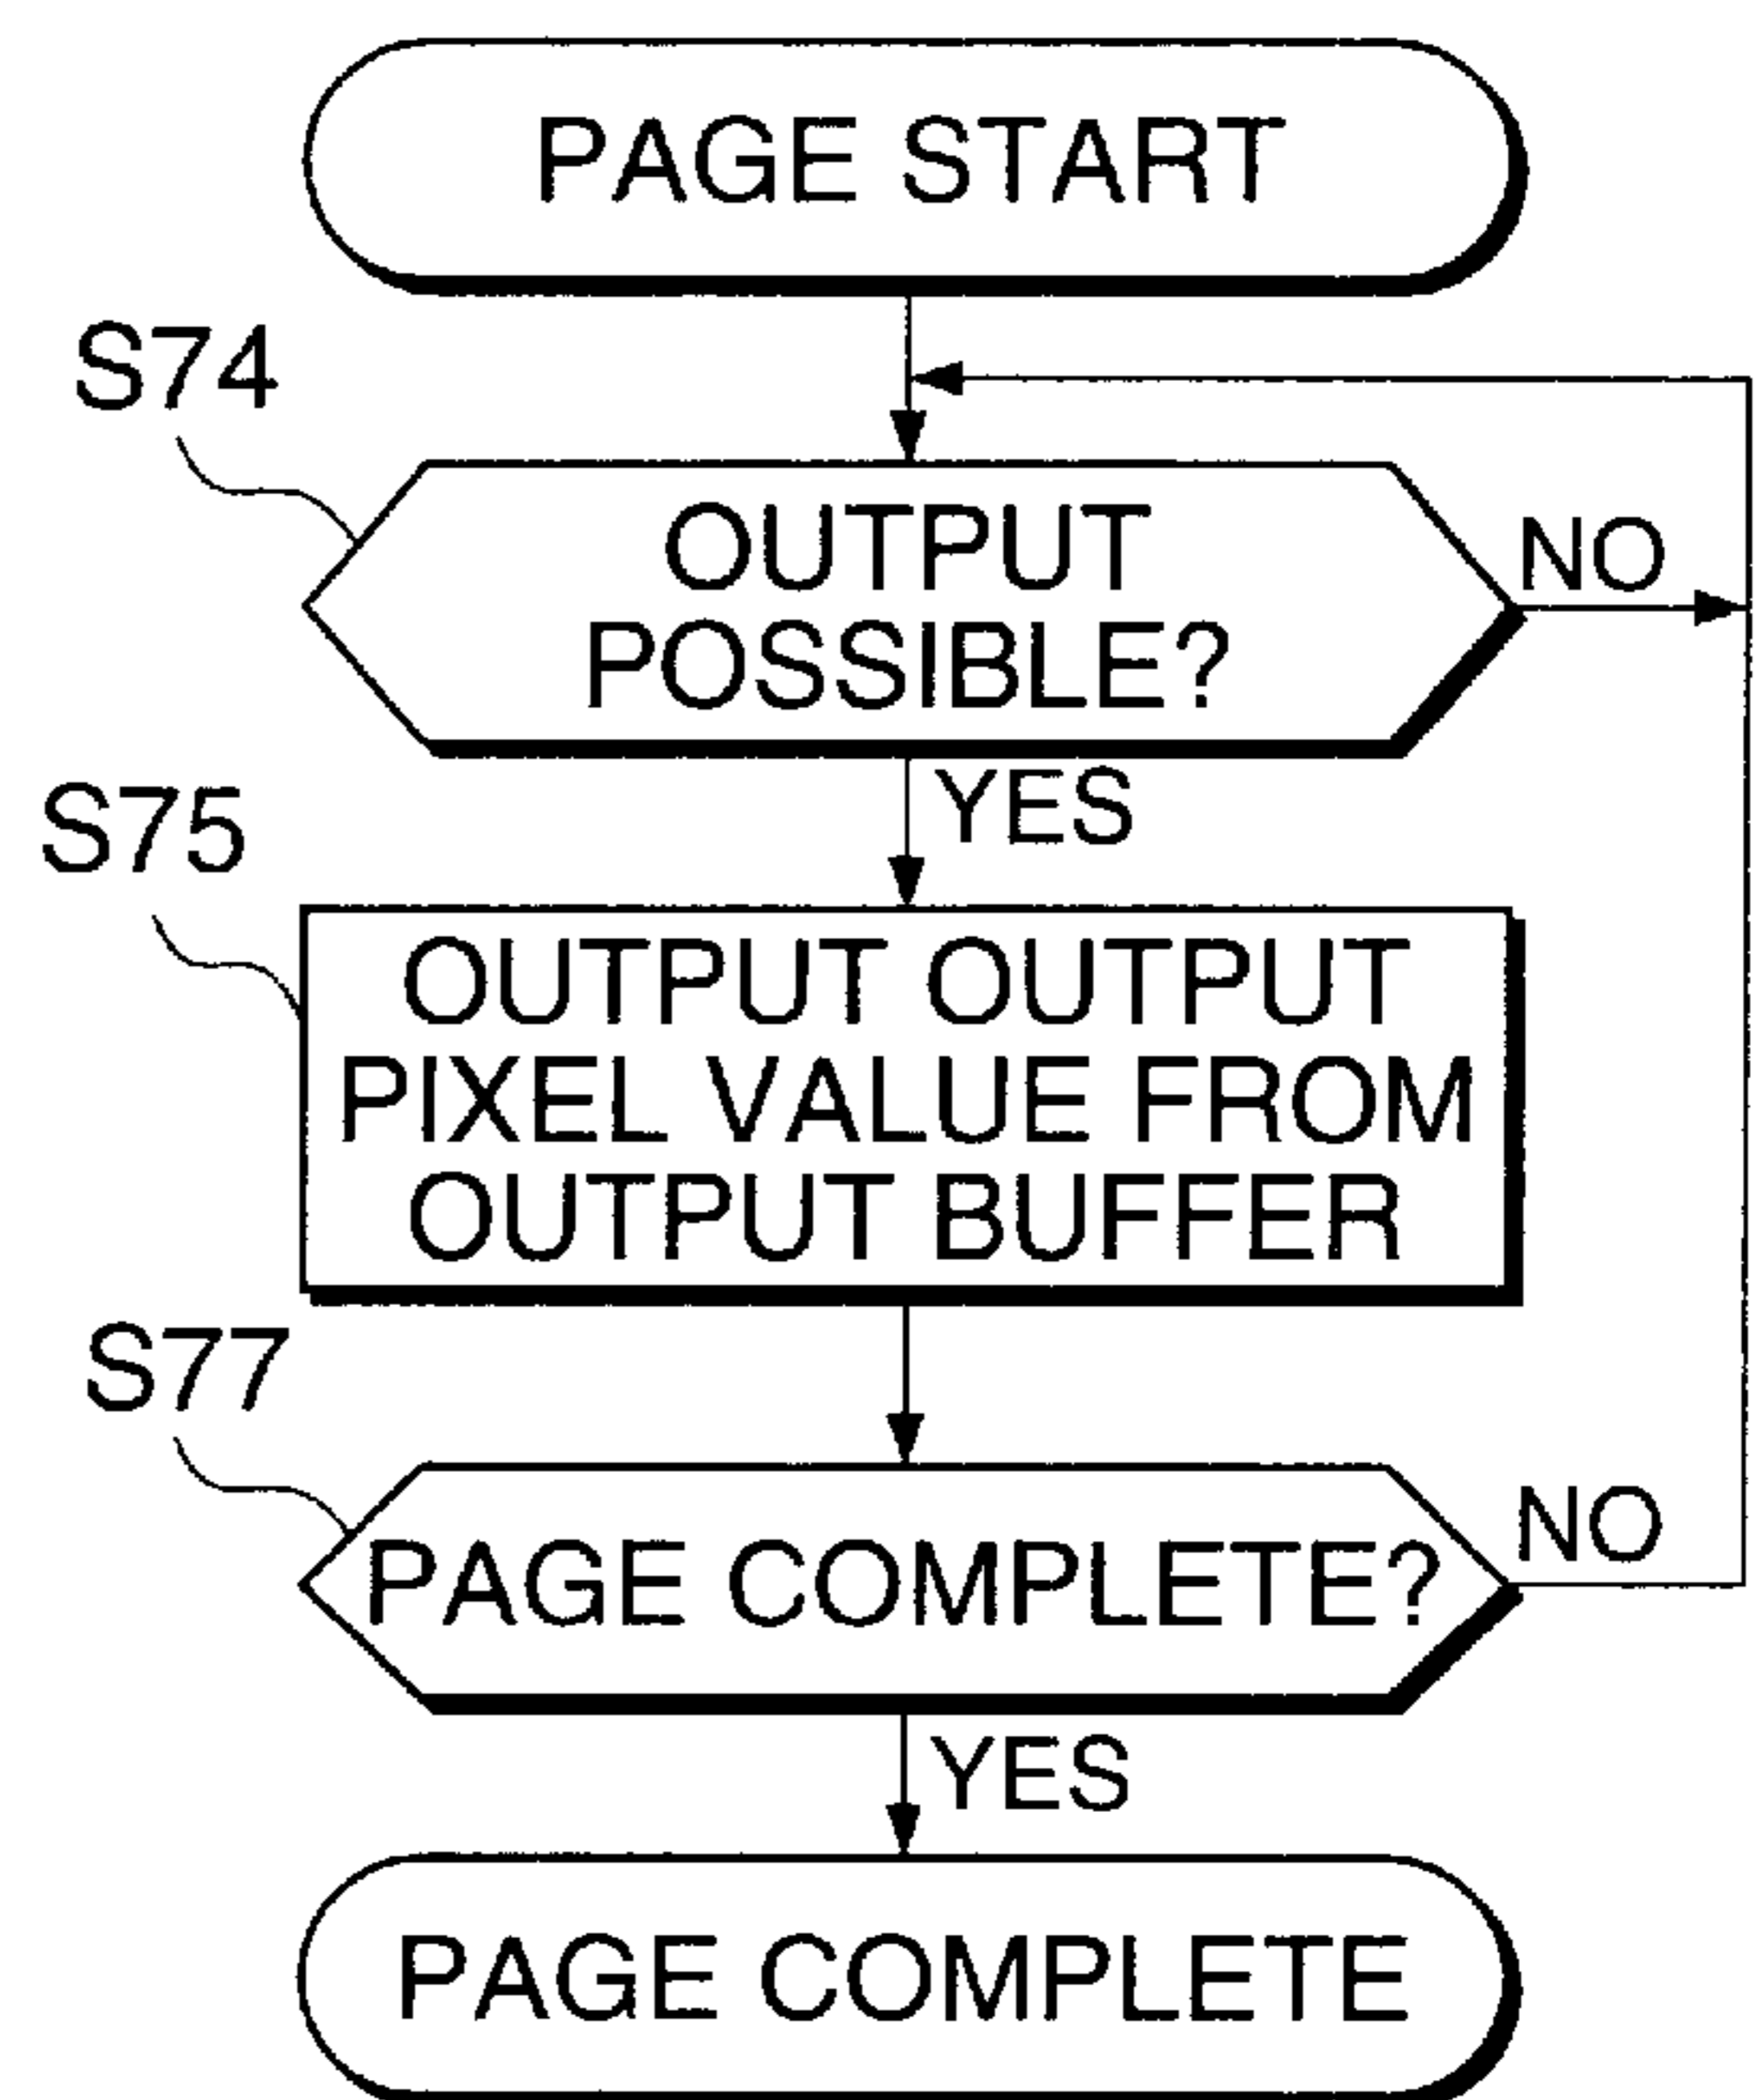 PAGE START
S74
OUTPUT
POSSIBLE?
NO
YES
S75
OUTPUT OUTPUT
PIXEL VALUE FROM
OUTPUT BUFFER
S77
PAGE COMPLETE?
NO
YES
PAGE COMPLETE